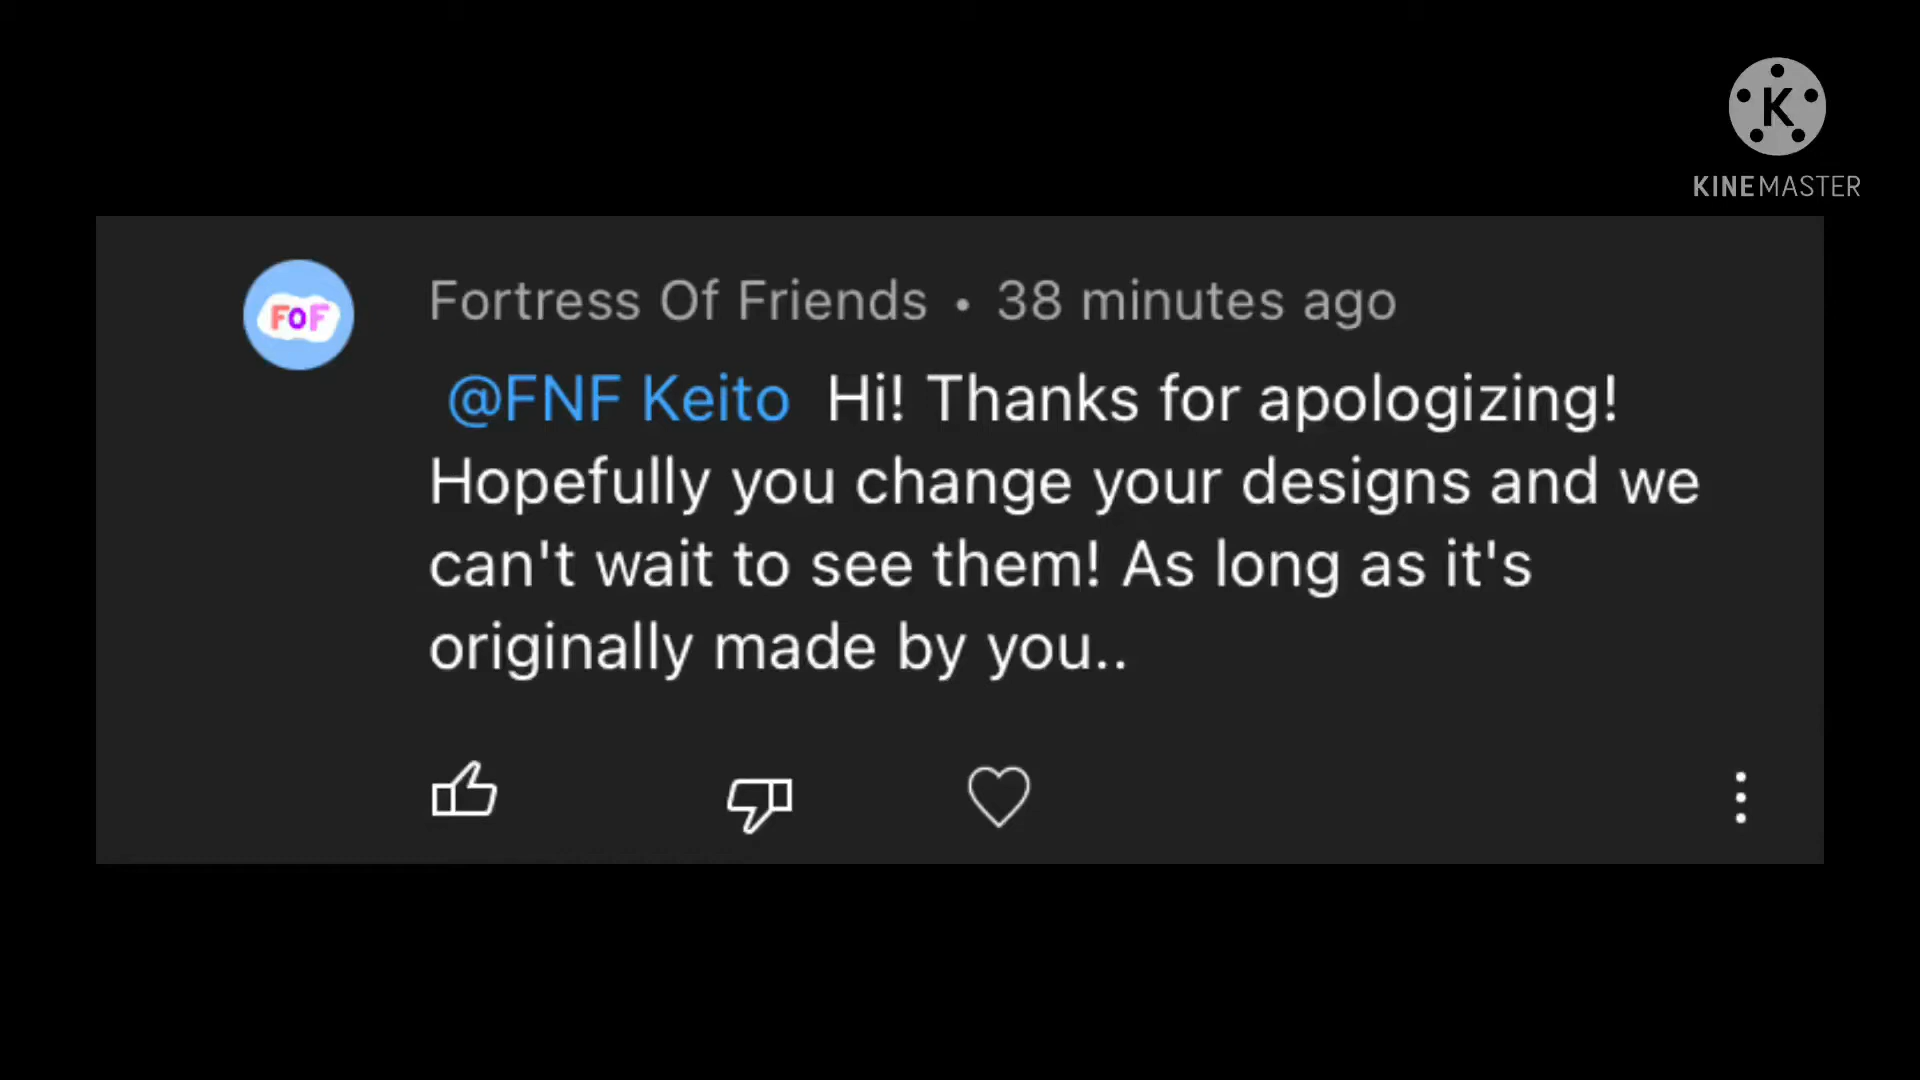 K
KINEMASTER
FOF
Fortress Of Friends • 38 minutes ago
@FNF Keito Hi! Thanks for apologizing!
Hopefully you change your designs and we
can't wait to see them! As long as it's
originally made by you..